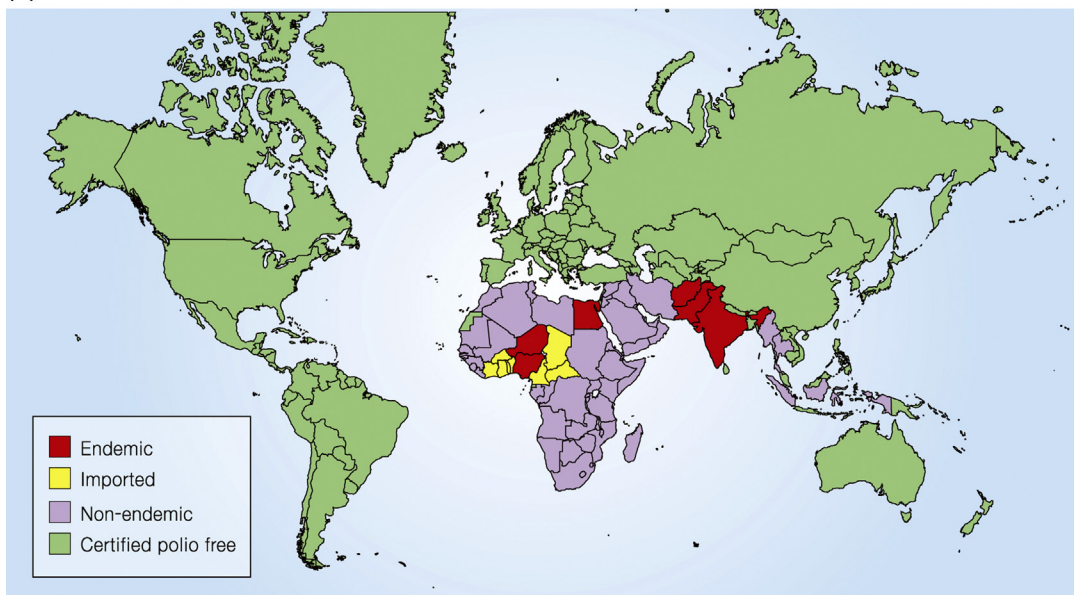 Endemic
Imported
Non-endemic
Certified polio free